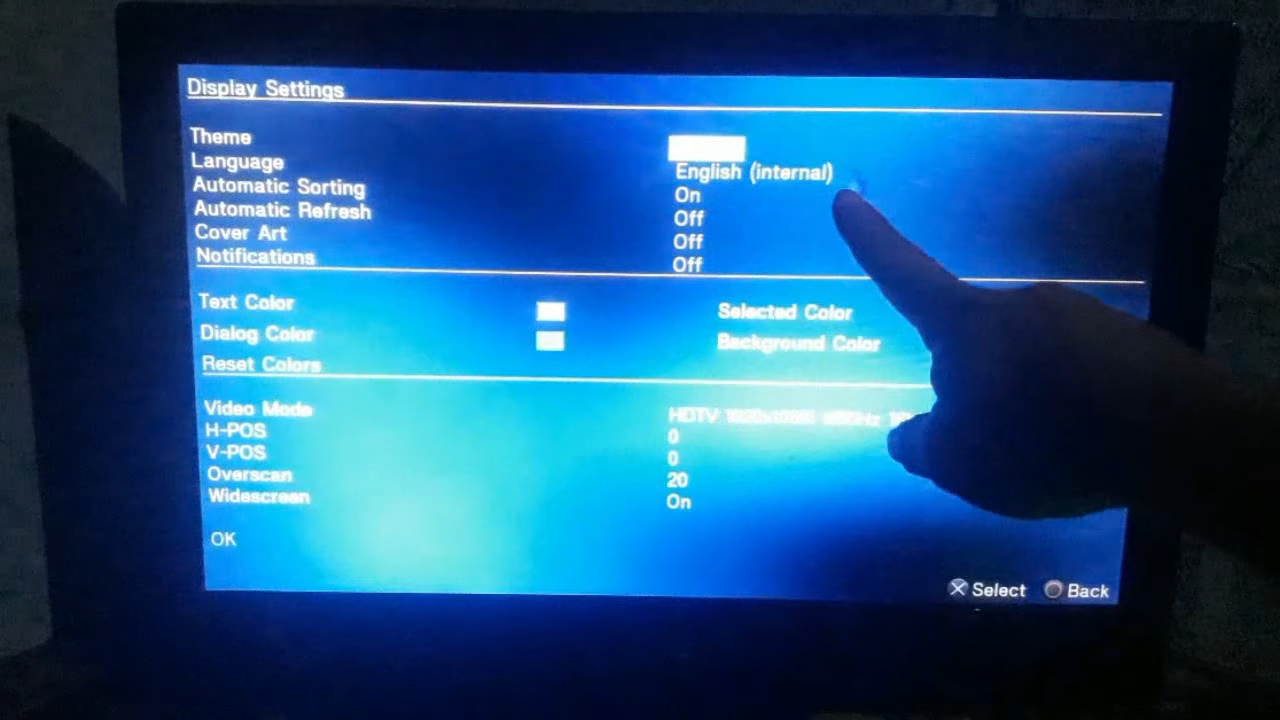 Display Settings
Theme
Language English (internal)
Automatic Sorting On
Automatic Refresh Off
Cover Art Off
Notifications Off
Text Color Selected Color
Dialog Color Background Color
Reset Colors
Video Mode HDTV
H-POS 0
V-POS 0
Overscan 20
Widescreen On
OK
Select Back